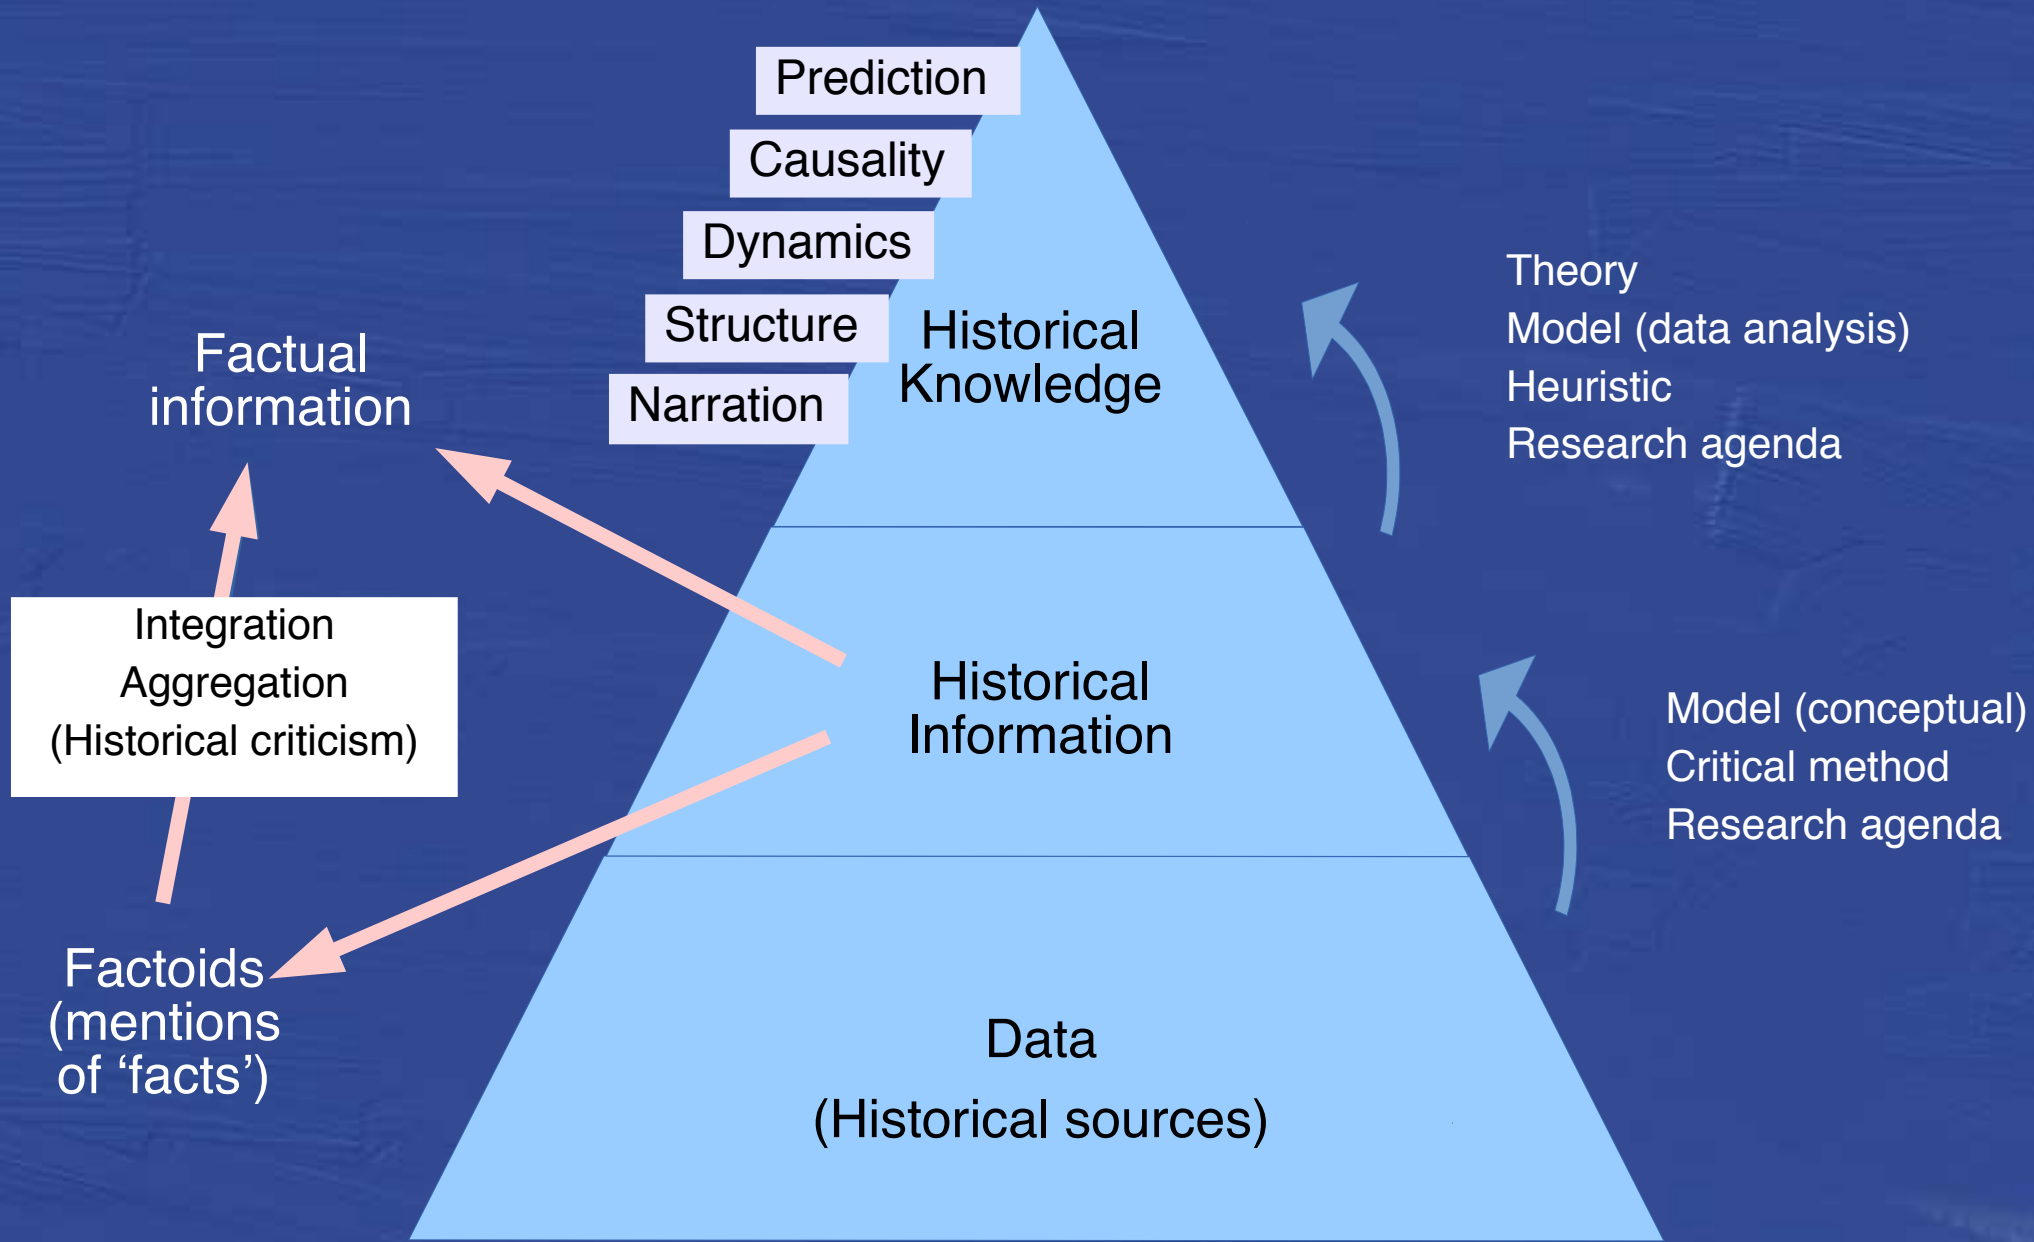 Prediction
Causality
Dynamics
Structure
Narration
Historical
Knowledge
Theory
Model (data analysis)
Heuristic
Research agenda
Factual
information
Integration
Aggregation
(Historical criticism)
Historical
Information
Model (conceptual)
Critical method
Research agenda
Factoids
(mentions
of ‘facts’)
Data
(Historical sources)